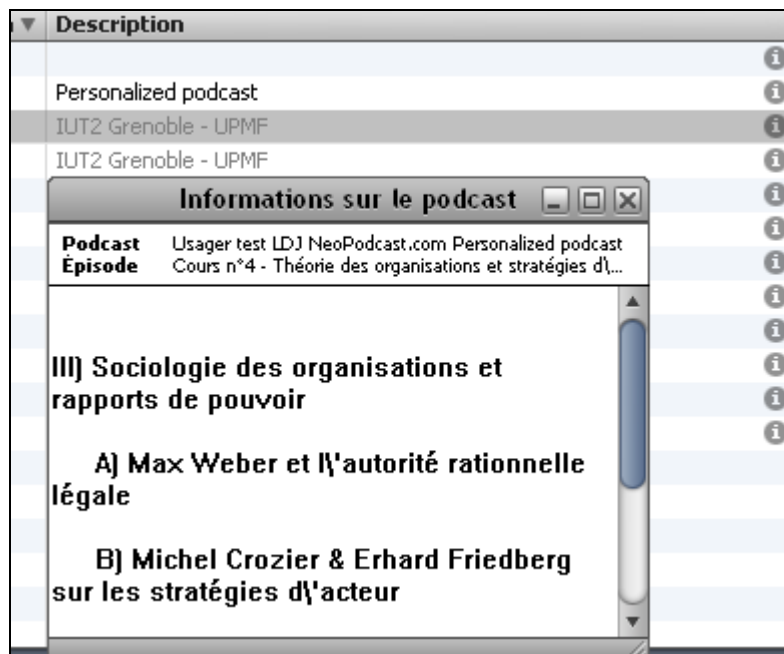 Description
Personalized podcast
IUT2 Grenoble - UPMF
IUT2 Grenoble - UPMF
Informations sur le podcast
Podcast Usager test LDJ NeoPodcast.com Personalized podcast
Épisode Cours n°4 - Théorie des organisations et stratégies d\...
III) Sociologie des organisations et
rapports de pouvoir
A) Max Weber et l\'autorité rationnelle
légale
B) Michel Crozier & Erhard Friedberg
sur les stratégies d\'acteur